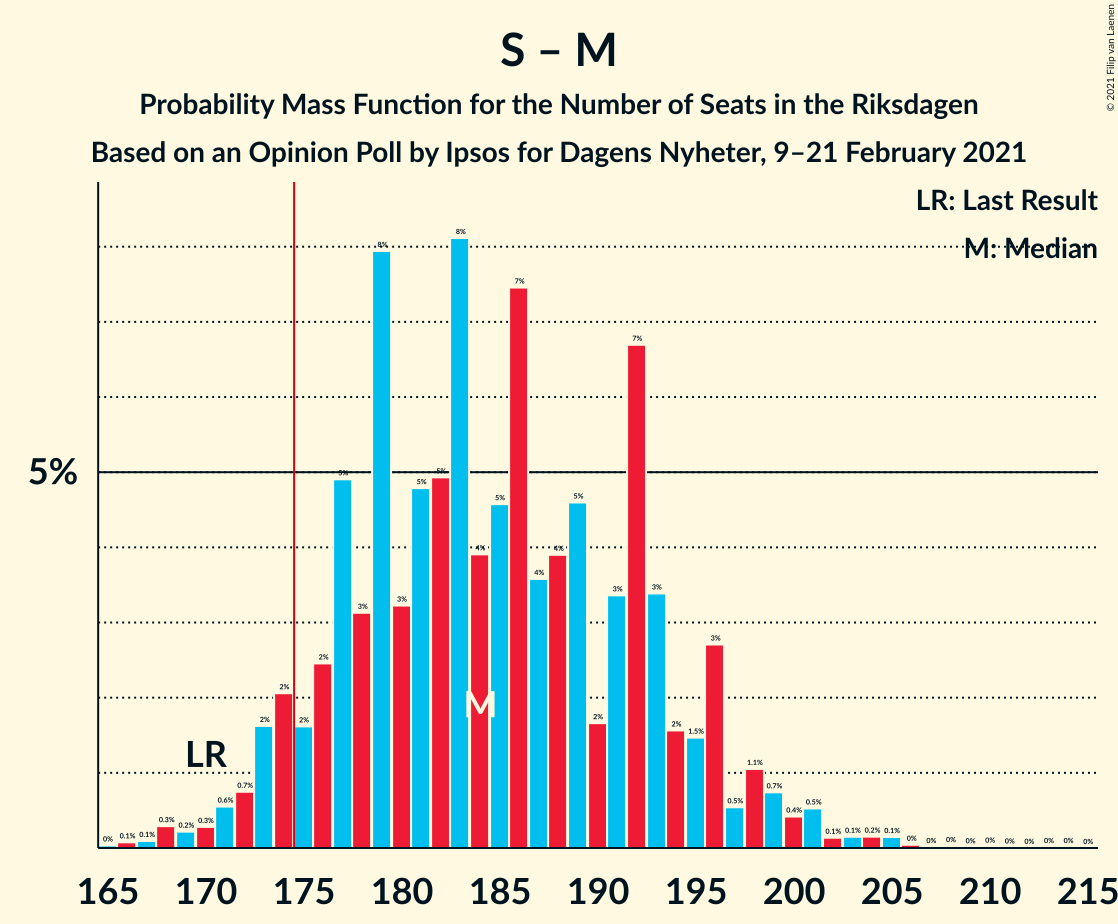 S – M
Probability Mass Function for the Number of Seats in the Riksdagen
Based on an Opinion Poll by Ipsos for Dagens Nyheter, 9–21 February 2021
© 2021 Filip van Laenen
LR: Last Result
M: Median
5%
LR
M
0% 0.1% 0.1% 0.3% 0.2% 0.3% 0.6% 0.7% 2% 2% 2% 2% 5% 3% 8% 3% 5% 5% 8% 4% 5% 7% 4% 4% 5% 2% 3% 7% 3% 2% 1.5% 3% 0.5% 1.1% 0.7% 0.4% 0.5% 0.1% 0.1% 0.2% 0.1% 0% 0% 0% 0% 0% 0% 0% 0% 0% 0%
165 170 175 180 185 190 195 200 205 210 215